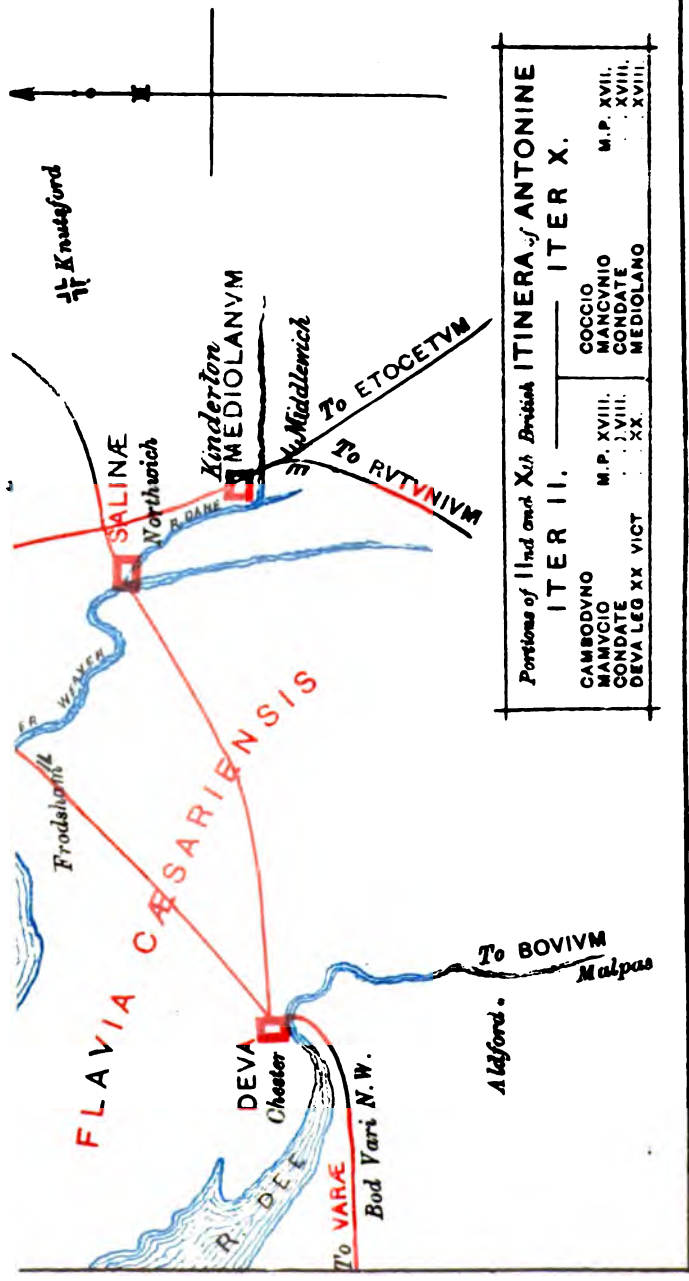 FLAVIA CÆSARIENSIS
Knutsford
Frodsham
WEAVER
SALINÆ
Northwich
R. DANE
Kinderton
MEDIOLANVM
Middlewich
To ETOCETVM
To RVTVNIVM
DEVA
Chester
R. DEE
To VARÆ
Bod Vari N.W.
Aldford.
To BOVIVM
Malpas
Portions of IInd and Xth British ITINERA of ANTONINE
ITER II. ITER X.
CAMBODVNO
MAMVCIO M.P. XVIII.
CONDATE XVIII.
DEVA LEG XX VICT . . XX.
COCCIO
MANCVNIO M.P. XVII.
CONDATE . . XVIII.
MEDIOLANO . . XVIII.